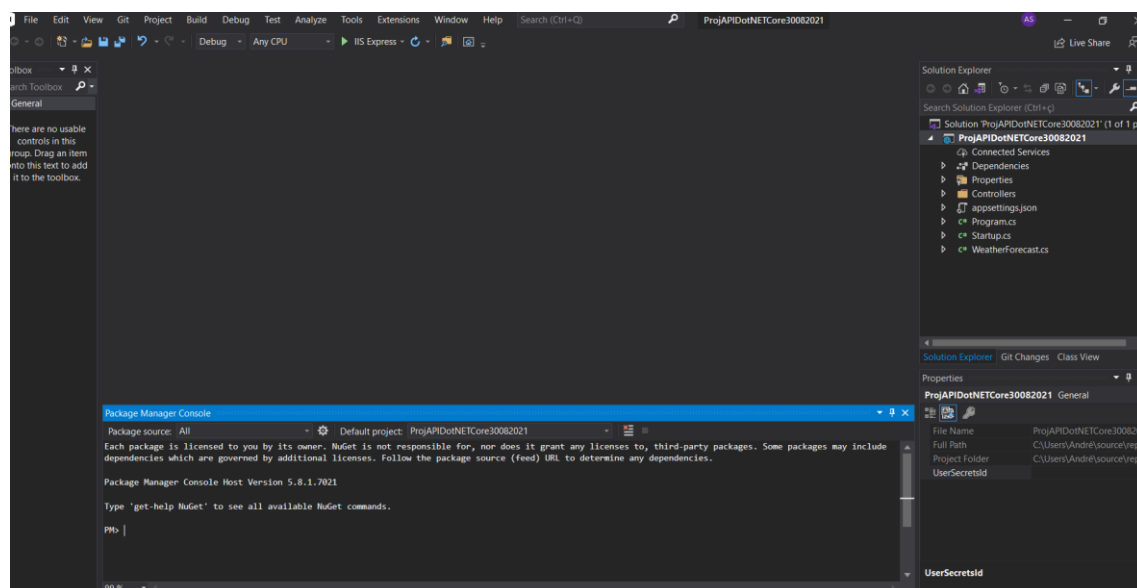 File Edit View Git Project Build Debug Test Analyze Tools Extensions Window Help Search (Ctrl+Q) ProjAPIDotNETCore30082021 AS
Debug Any CPU IIS Express Live Share
olbox
arch Toolbox
General
here are no usable
controls in this
roup. Drag an item
nto this text to add
it to the toolbox.
Solution Explorer
Search Solution Explorer (Ctrl+ç)
Solution 'ProjAPIDotNETCore30082021' (1 of 1 p
ProjAPIDotNETCore30082021
Connected Services
Dependencies
Properties
Controllers
appsettings.json
C# Program.cs
C# Startup.cs
C# WeatherForecast.cs
Solution Explorer Git Changes Class View
Properties
ProjAPIDotNETCore30082021 General
File Name ProjAPIDotNETCore30082
Full Path C:\Users\André\source\rep
Project Folder C:\Users\André\source\rep
UserSecretsId
UserSecretsId
Package Manager Console
Package source: All Default project: ProjAPIDotNETCore30082021
Each package is licensed to you by its owner. NuGet is not responsible for, nor does it grant any licenses to, third-party packages. Some packages may include
dependencies which are governed by additional licenses. Follow the package source (feed) URL to determine any dependencies.
Package Manager Console Host Version 5.8.1.7021
Type 'get-help NuGet' to see all available NuGet commands.
PM>
99 %